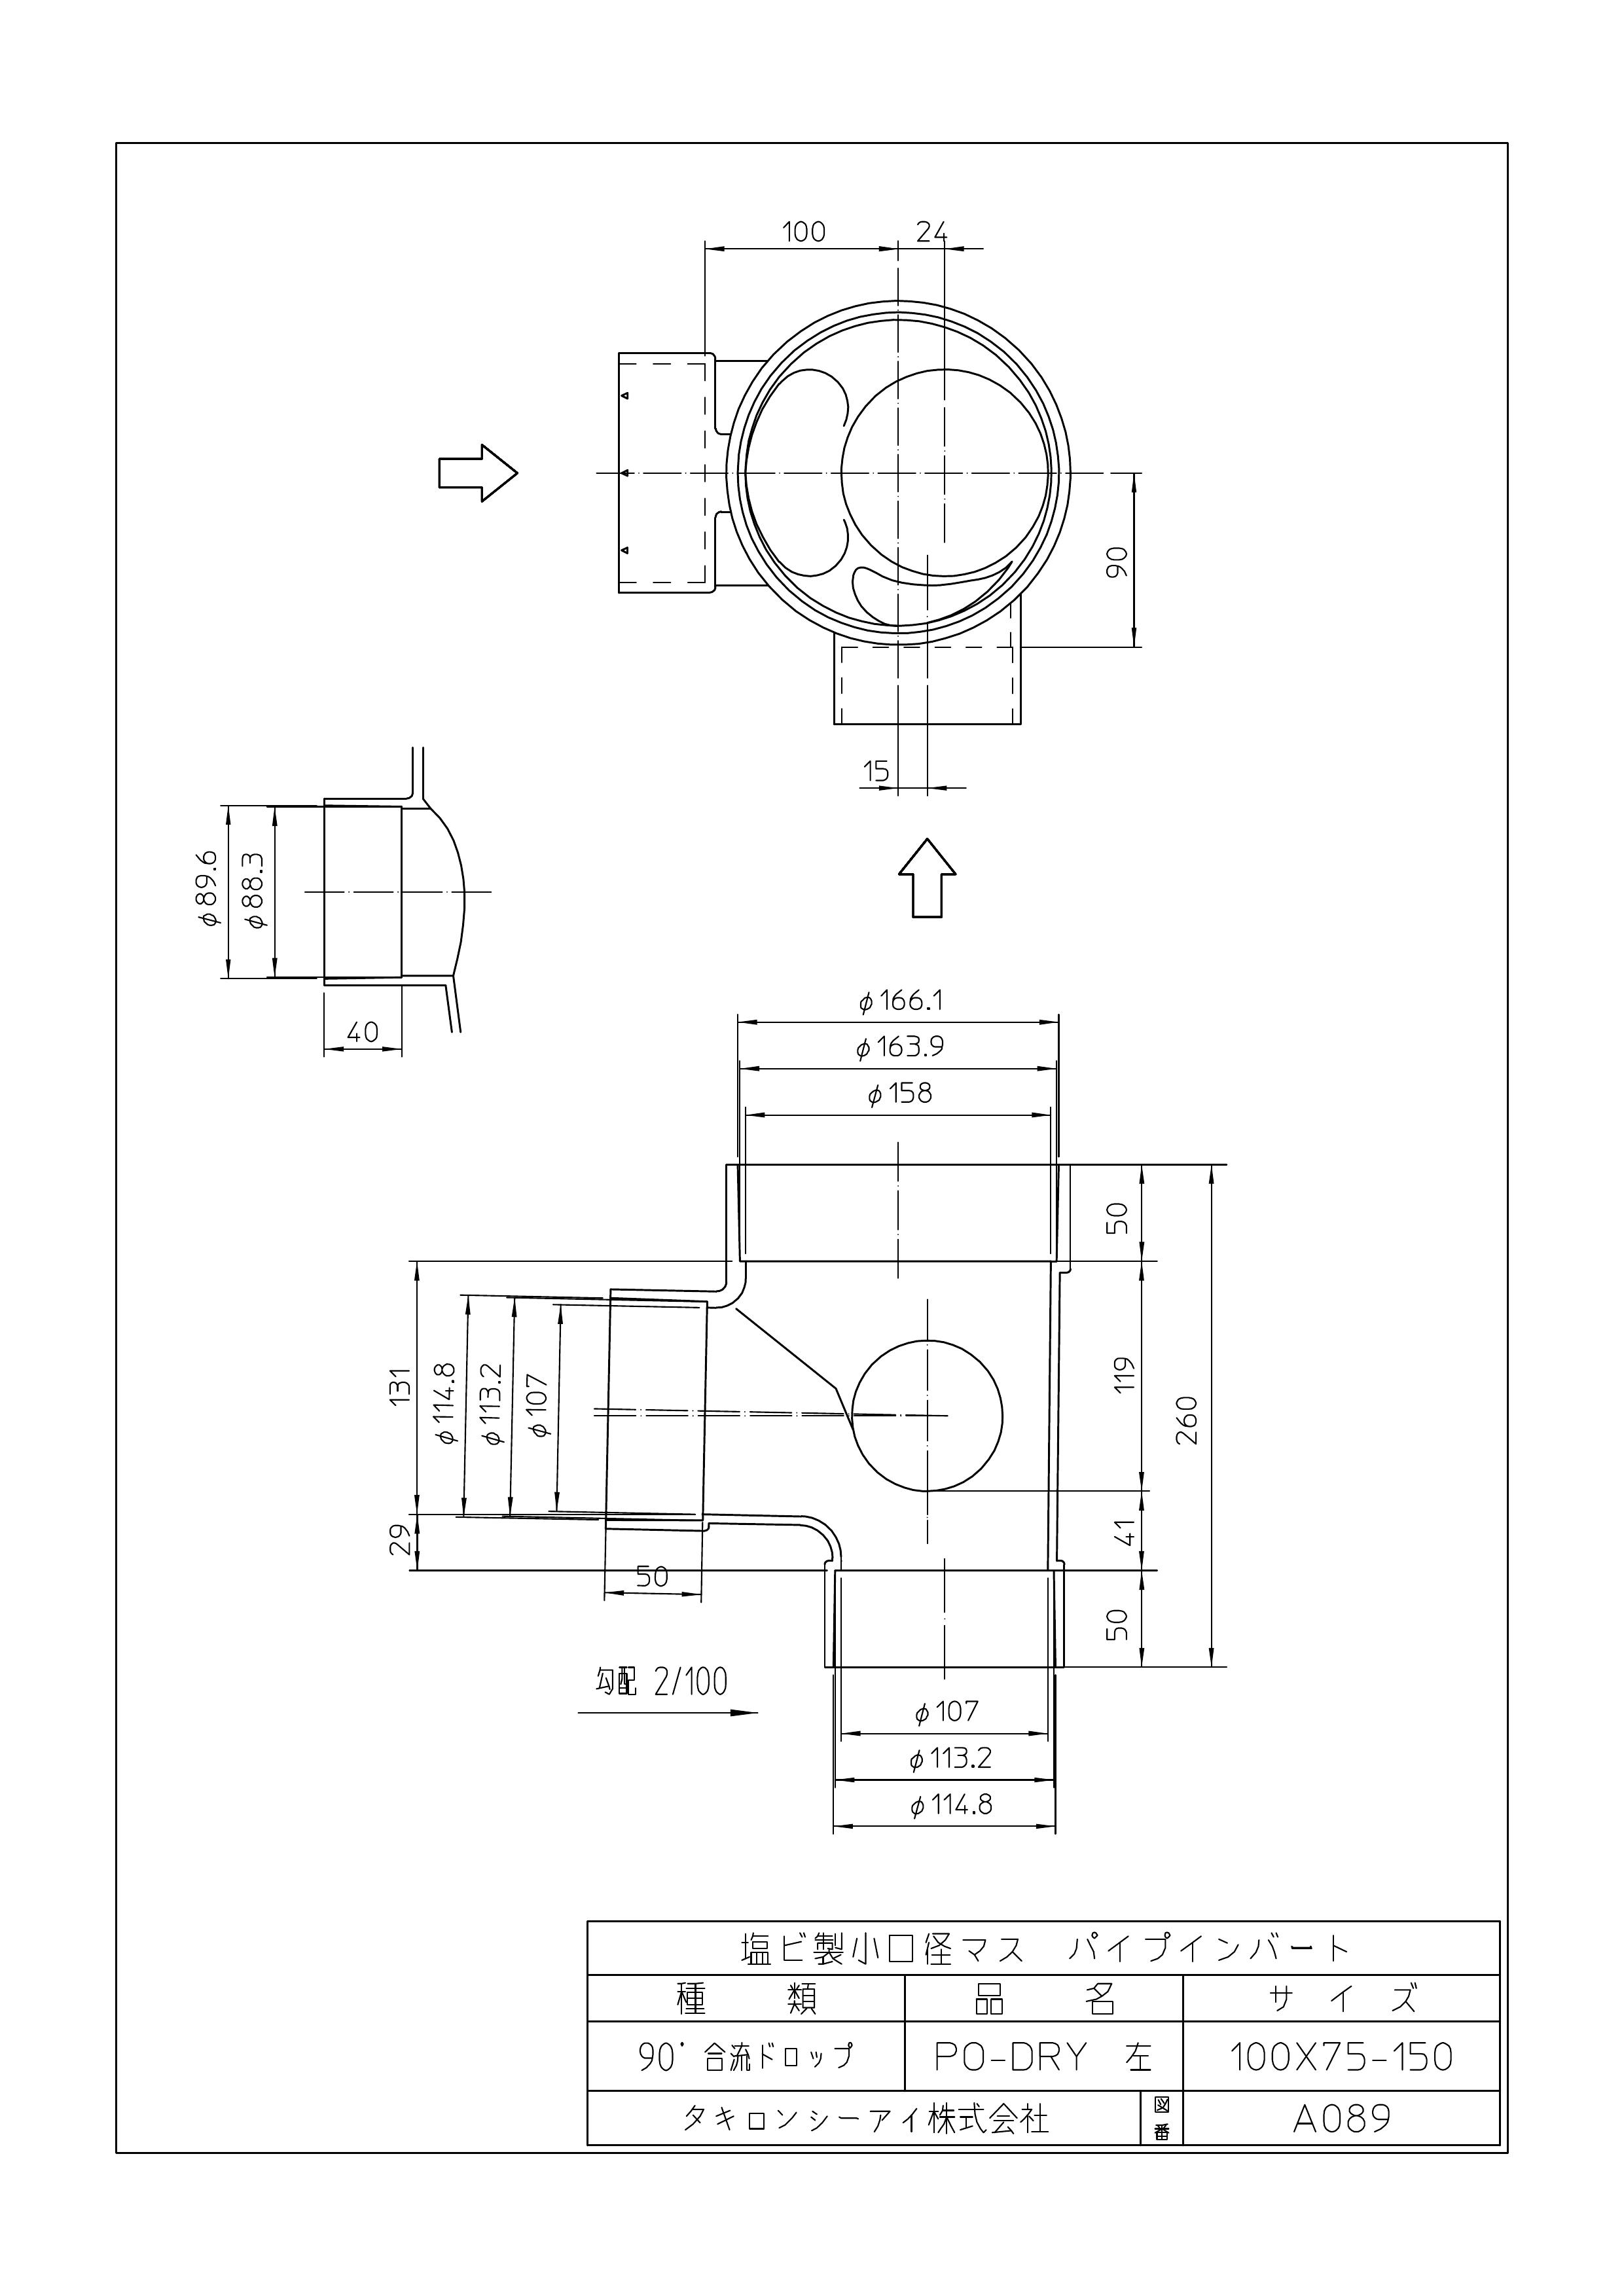 100 24
90
15
φ89.6
φ88.3
40
φ166.1
φ163.9
φ158
50
119
260
41
50
131
φ114.8
φ113.2
φ107
29
50
勾配 2/100
φ107
φ113.2
φ114.8
塩ビ製小口径マス パイプインバート
種 類 品 名 サ イ ズ
90°合流ドロップ PO-DRY 左 100X75-150
タキロンシーアイ株式会社 図番 A089